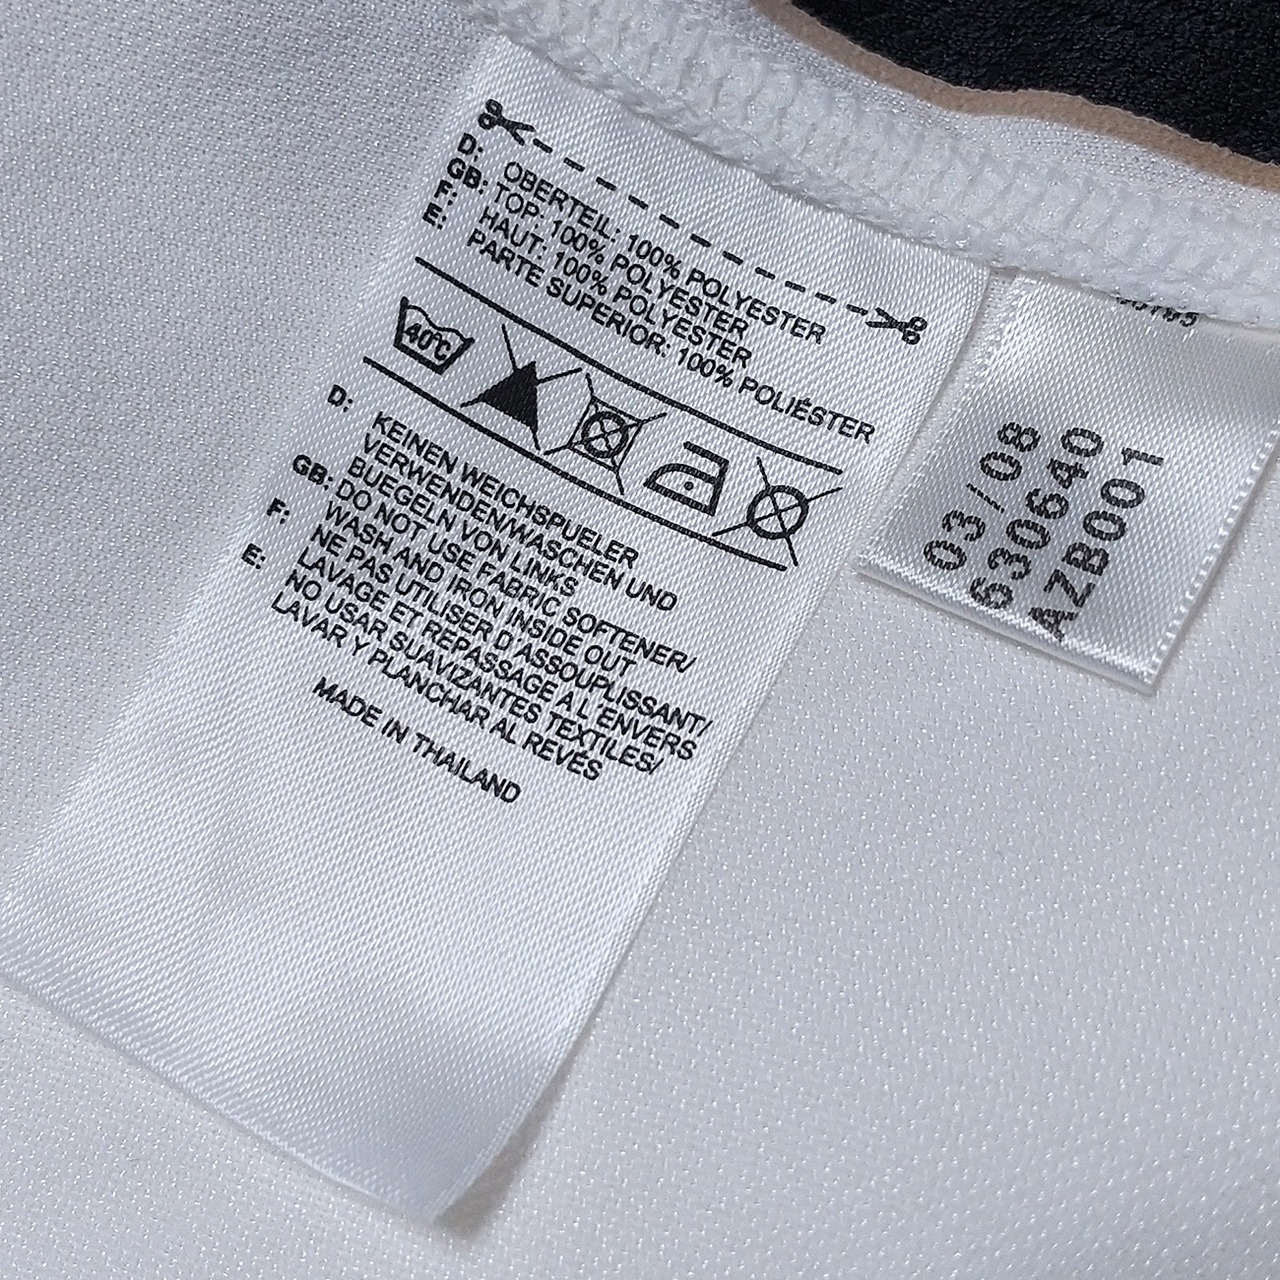 D: OBERTEIL: 100% POLYESTER
GB: TOP: 100% POLYESTER
F: HAUT: 100% POLYESTER
E: PARTE SUPERIOR: 100% POLIÉSTER
40°C
D: KEINEN WEICHSPUELER
VERWENDEN/WASCHEN UND
BUEGELN VON LINKS
GB: DO NOT USE FABRIC SOFTENER/
WASH AND IRON INSIDE OUT
F: NE PAS UTILISER D'ASSOUPLISSANT/
LAVAGE ET REPASSAGE A L'ENVERS
E: NO USAR SUAVIZANTES TEXTILES/
LAVAR Y PLANCHAR AL REVÉS
MADE IN THAILAND
03/08
630640
AZB001